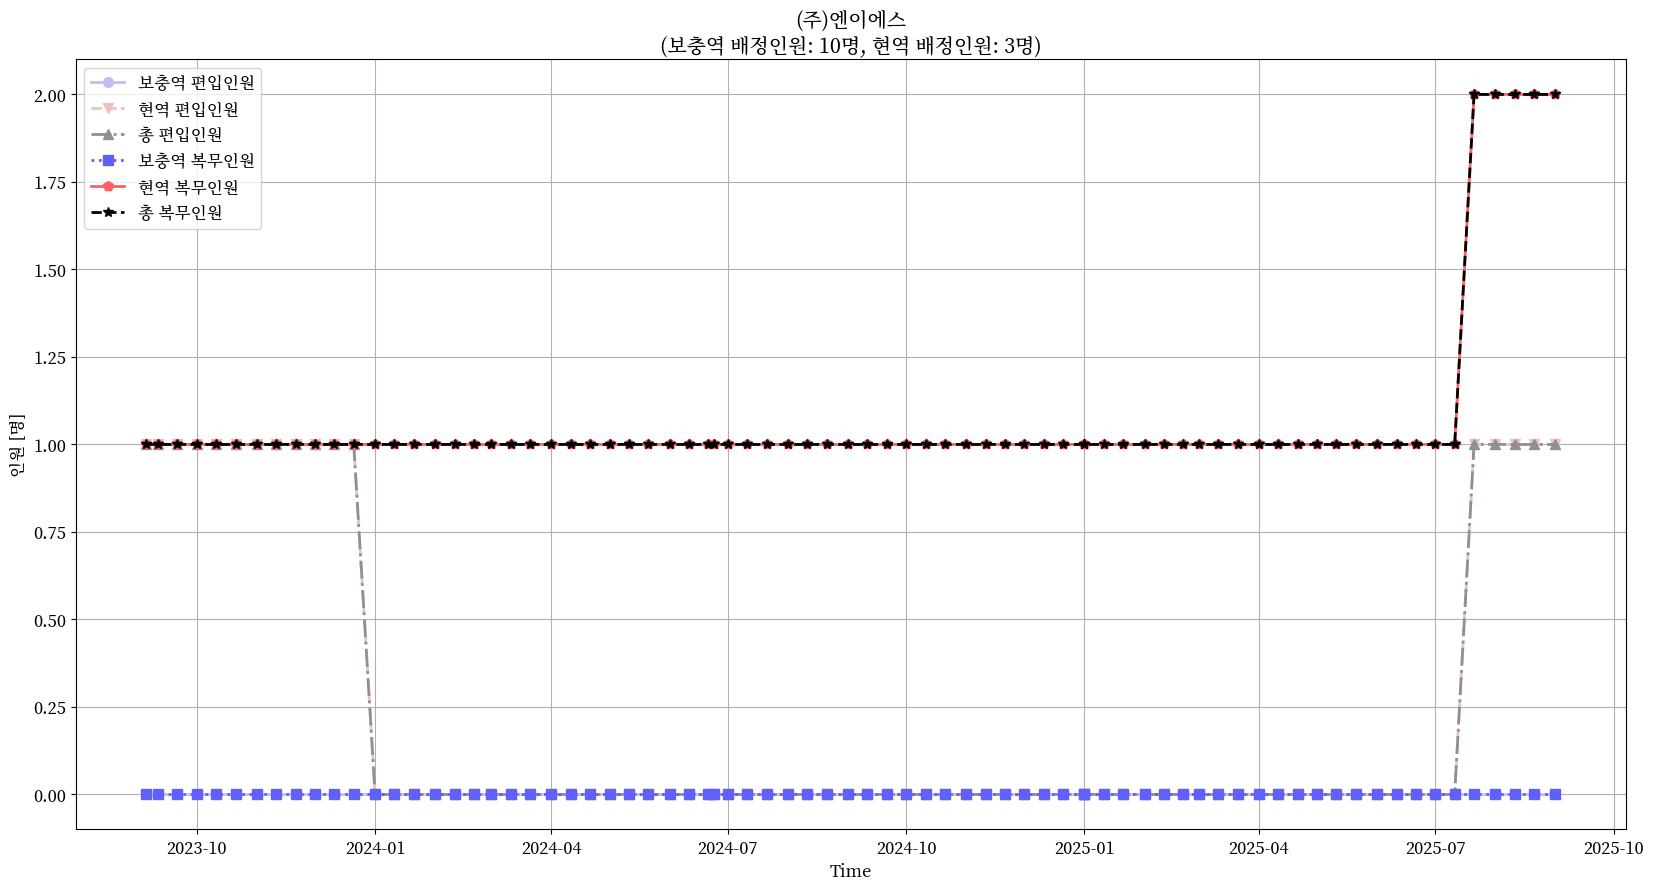 (주)엔이에스
(보충역 배정인원: 10명, 현역 배정인원: 3명)
보충역 편입인원
현역 편입인원
총 편입인원
보충역 복무인원
현역 복무인원
총 복무인원
2.00
1.75
1.50
1.25
1.00
0.75
0.50
0.25
0.00
인원 [명]
2023-10
2024-01
2024-04
2024-07
2024-10
2025-01
2025-04
2025-07
2025-10
Time